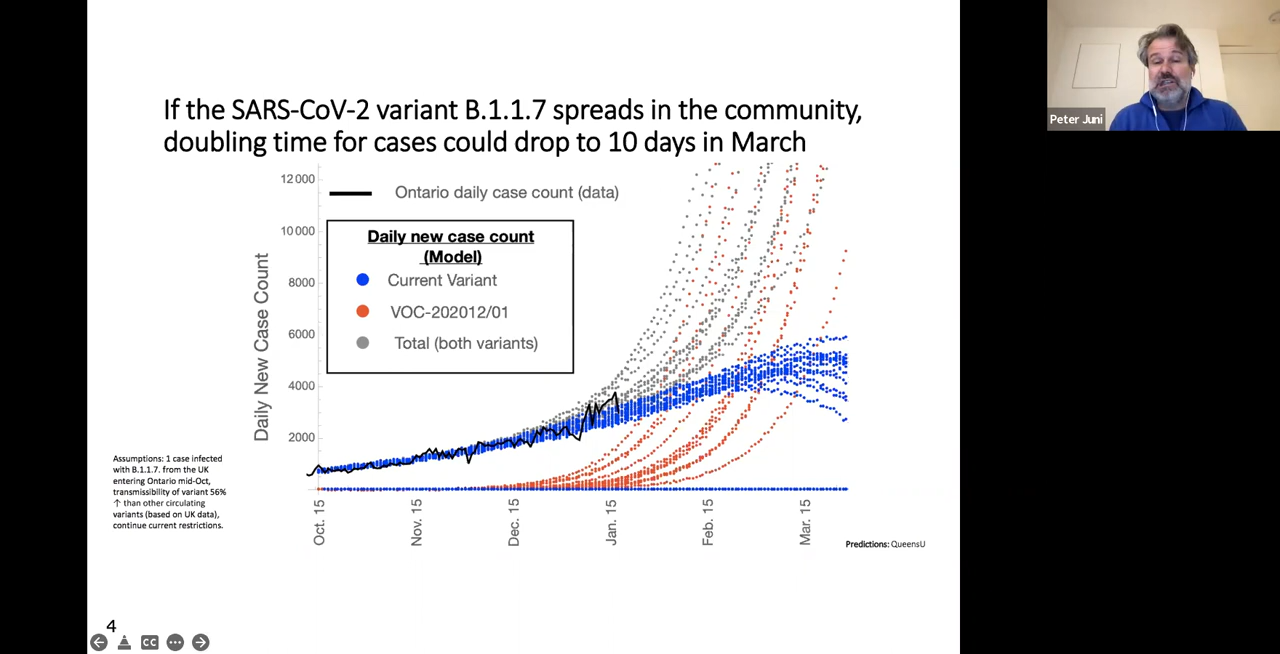 If the SARS-CoV-2 variant B.1.1.7 spreads in the community,
doubling time for cases could drop to 10 days in March
Peter Juni
12 000
10 000
8000
6000
4000
2000
Daily New Case Count
Ontario daily case count (data)
Daily new case count
(Model)
Current Variant
VOC-202012/01
Total (both variants)
Assumptions: 1 case infected
with B.1.1.7. from the UK
entering Ontario mid-Oct,
transmissibility of variant 56%
↑ than other circulating
variants (based on UK data),
continue current restrictions.
Oct. 15
Nov. 15
Dec. 15
Jan. 15
Feb. 15
Mar. 15
Predictions: QueensU
4
CC